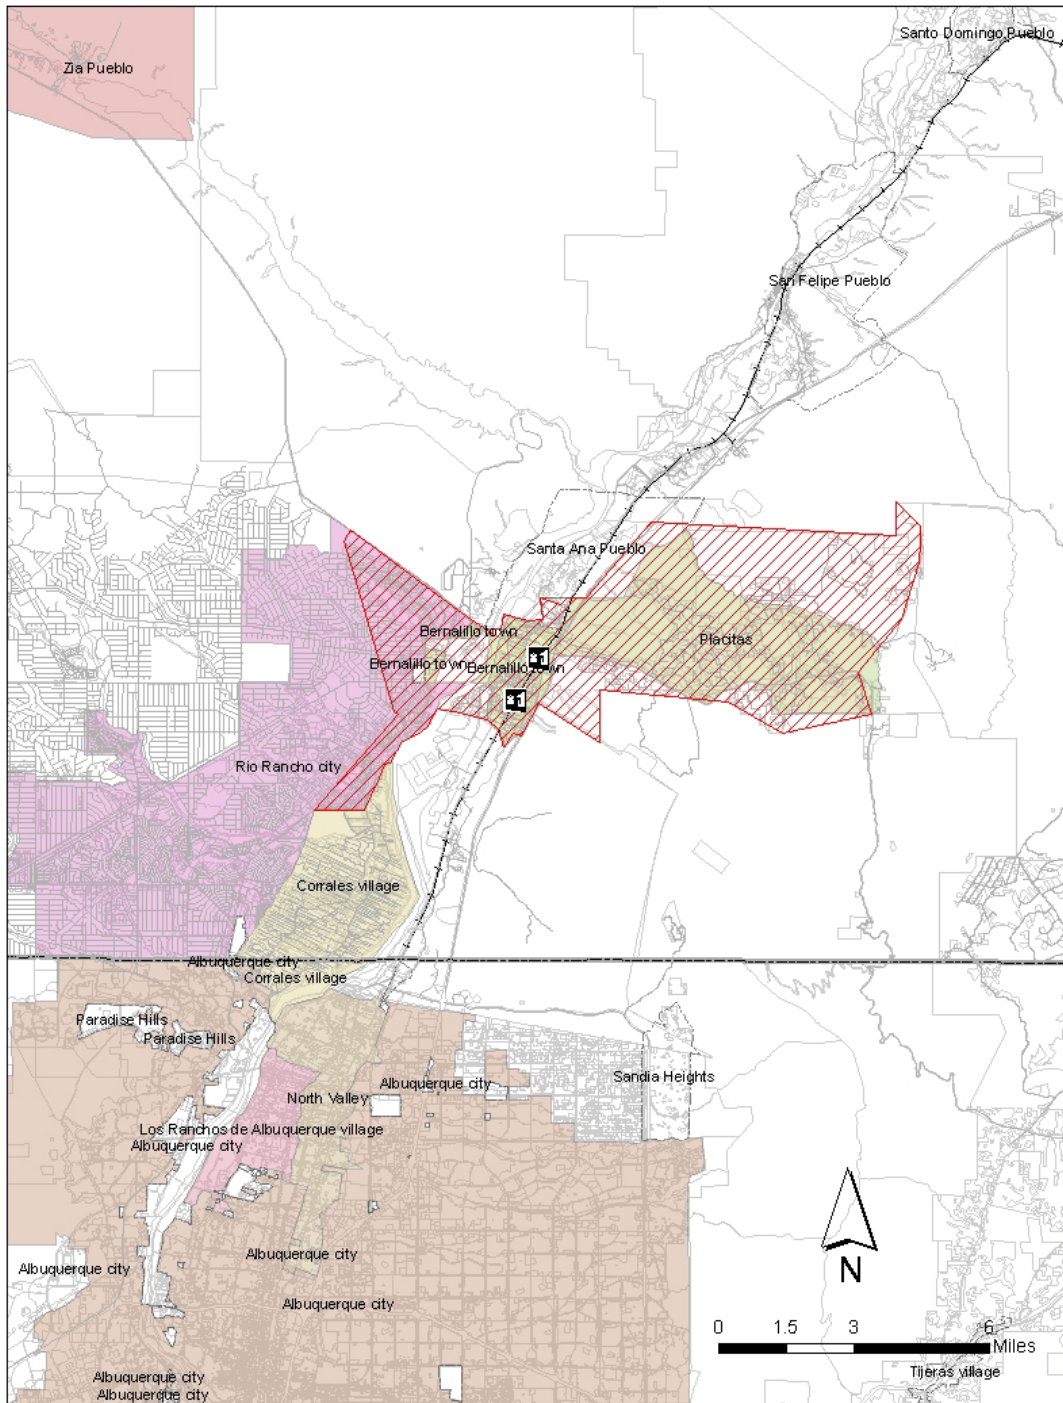 Santo Domingo Pueblo
Zia Pueblo
San Felipe Pueblo
Santa Ana Pueblo
Bernalillo town
Placitas
Bernalillo town
Bernalillo town
Rio Rancho city
Corrales village
Albuquerque city
Corrales village
Paradise Hills
Paradise Hills
Albuquerque city
Sandia Heights
North Valley
Los Ranchos de Albuquerque village
Albuquerque city
Albuquerque city
Albuquerque city
Albuquerque city
N
0 1.5 3 6
Miles
Tijeras village
Albuquerque city
Albuquerque city